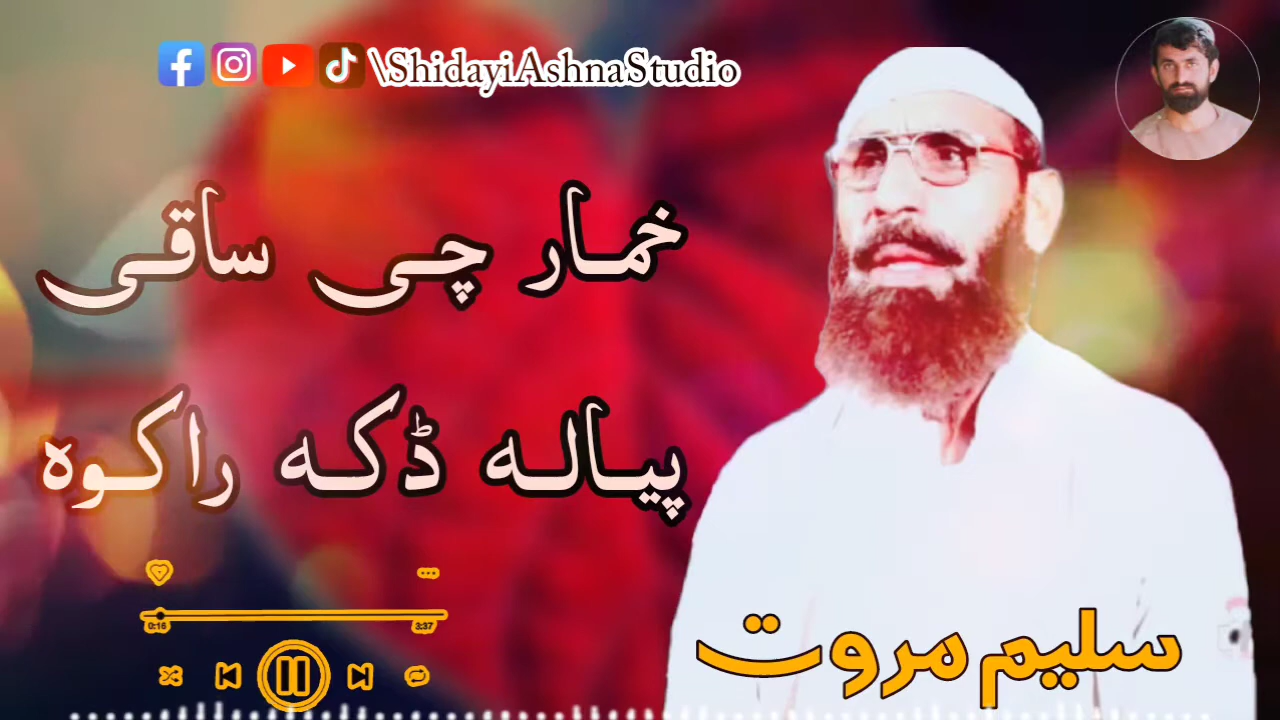 \ShidayiAshnaStudio
خمار چی ساقی
پیاله ډکه راکوه
0:16
3:37
سلیم مروت